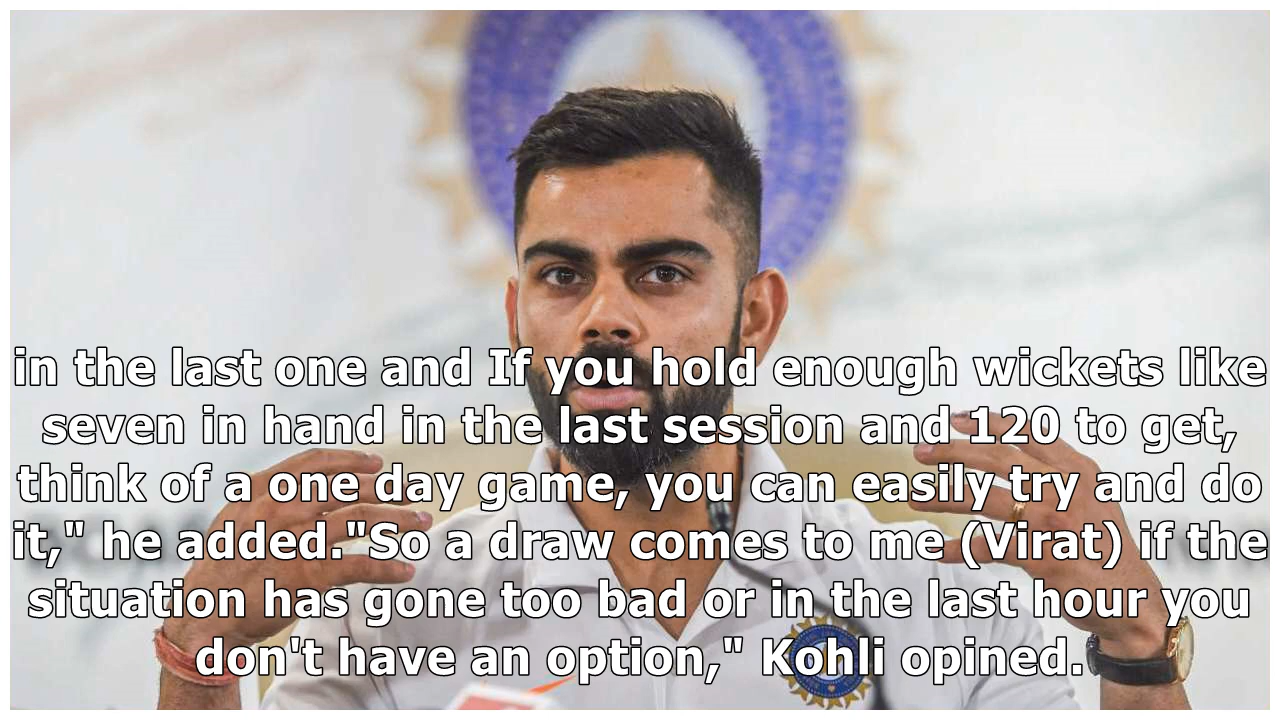 in the last one and If you hold enough wickets like
seven in hand in the last session and 120 to get,
think of a one day game, you can easily try and do
it," he added."So a draw comes to me (Virat) if the
situation has gone too bad or in the last hour you
don't have an option," Kohli opined.